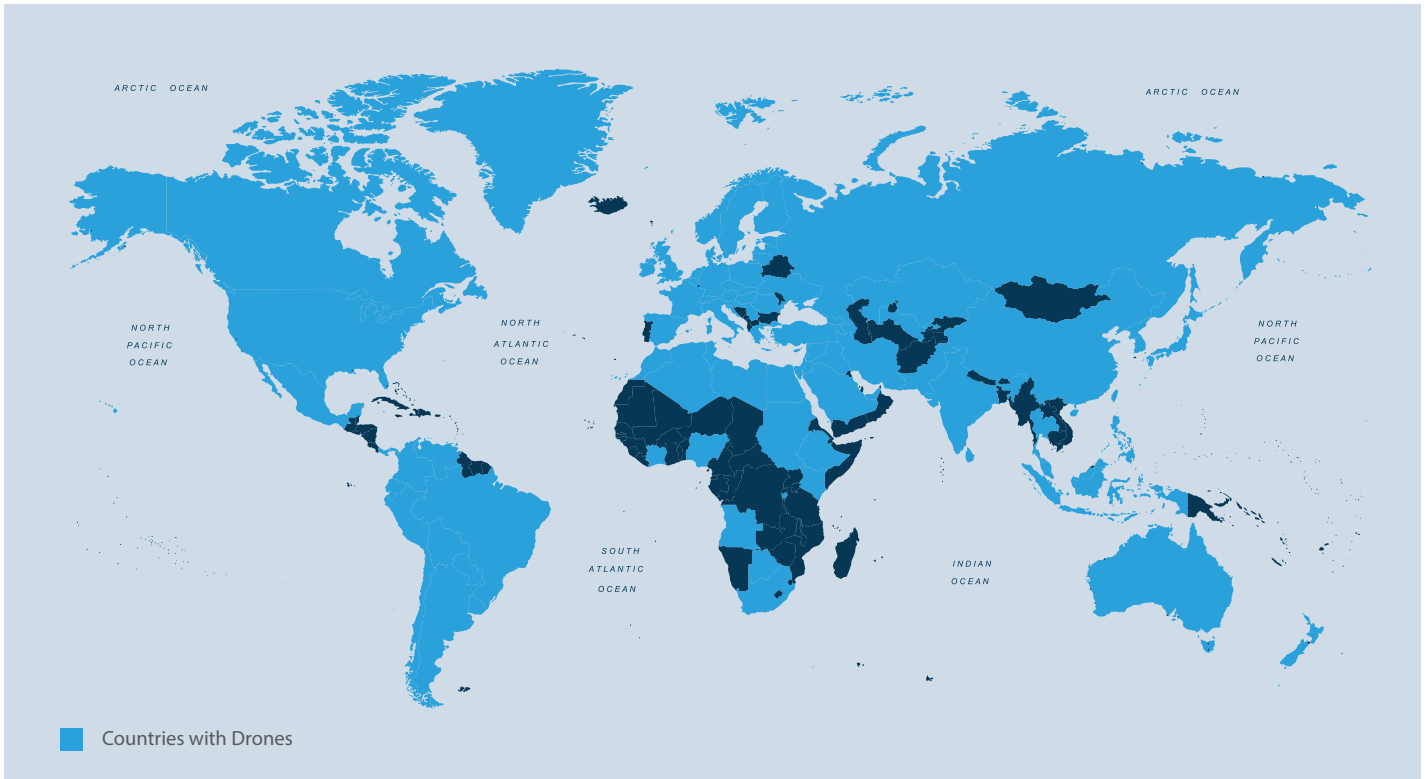 ARCTIC OCEAN
ARCTIC OCEAN
NORTH
PACIFIC
OCEAN
NORTH
ATLANTIC
OCEAN
NORTH
PACIFIC
OCEAN
SOUTH
ATLANTIC
OCEAN
INDIAN
OCEAN
Countries with Drones